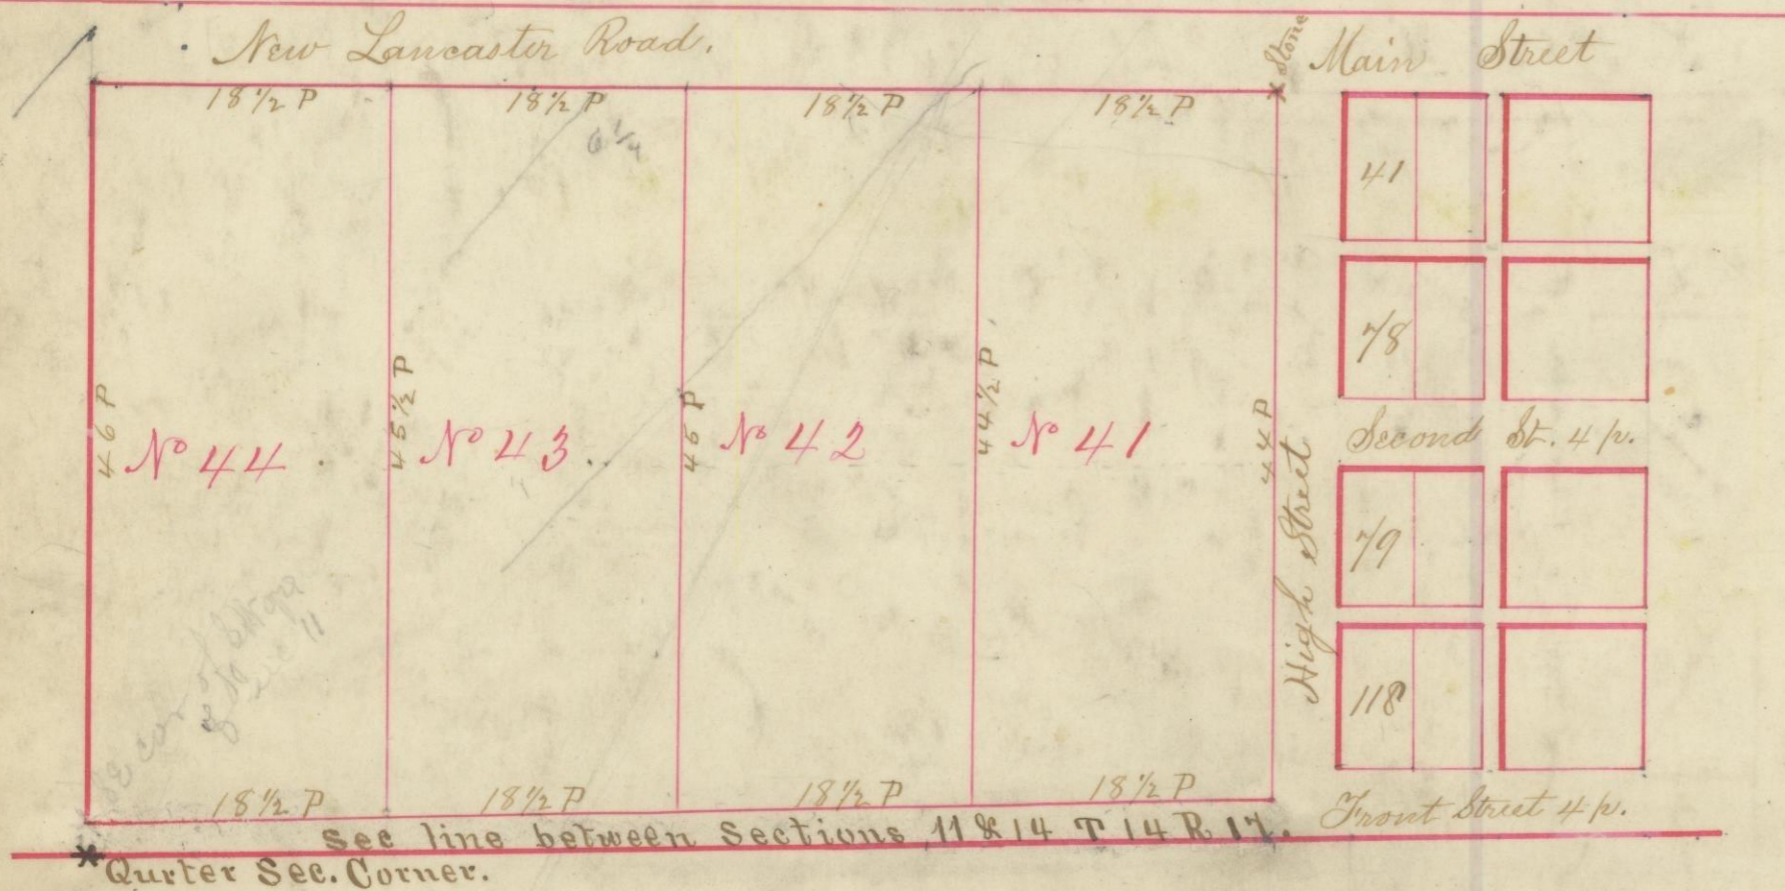 New Lancaster Road.
Stone
Main Street
18½ P 18½ P 18½ P 18½ P
6¼
41
78
46 P
No 44
45½ P
No 43
45 P
No 42
44½ P
No 41
44 P
High Street
Second St. 4 p.
79
118
18½ P 18½ P 18½ P 18½ P
Front Street 4 p.
Sec line between Sections 11 & 14 T 14 R 17.
Qurter Sec. Corner.